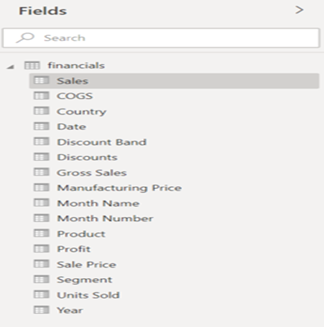 Fields
Search
financials
Sales
COGS
Country
Date
Discount Band
Discounts
Gross Sales
Manufacturing Price
Month Name
Month Number
Product
Profit
Sale Price
Segment
Units Sold
Year